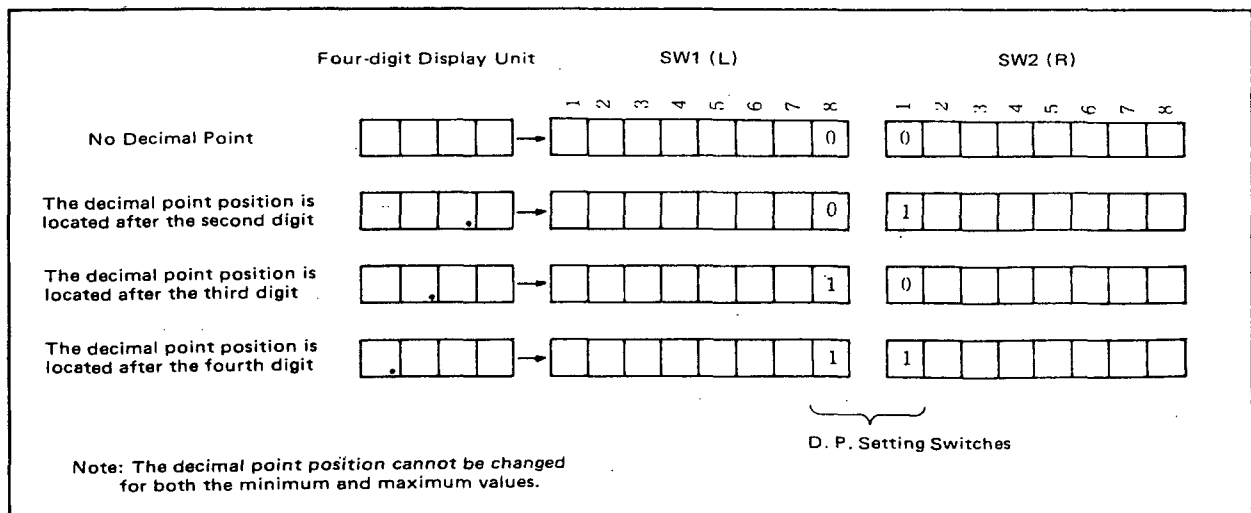 Four-digit Display Unit SW1 (L) SW2 (R)
1 2 3 4 5 6 7 8 1 2 3 4 5 6 7 8
No Decimal Point 0 0
The decimal point position is
located after the second digit . 0 1
The decimal point position is
located after the third digit . 1 0
The decimal point position is
located after the fourth digit . 1 1
D. P. Setting Switches
Note: The decimal point position cannot be changed
for both the minimum and maximum values.